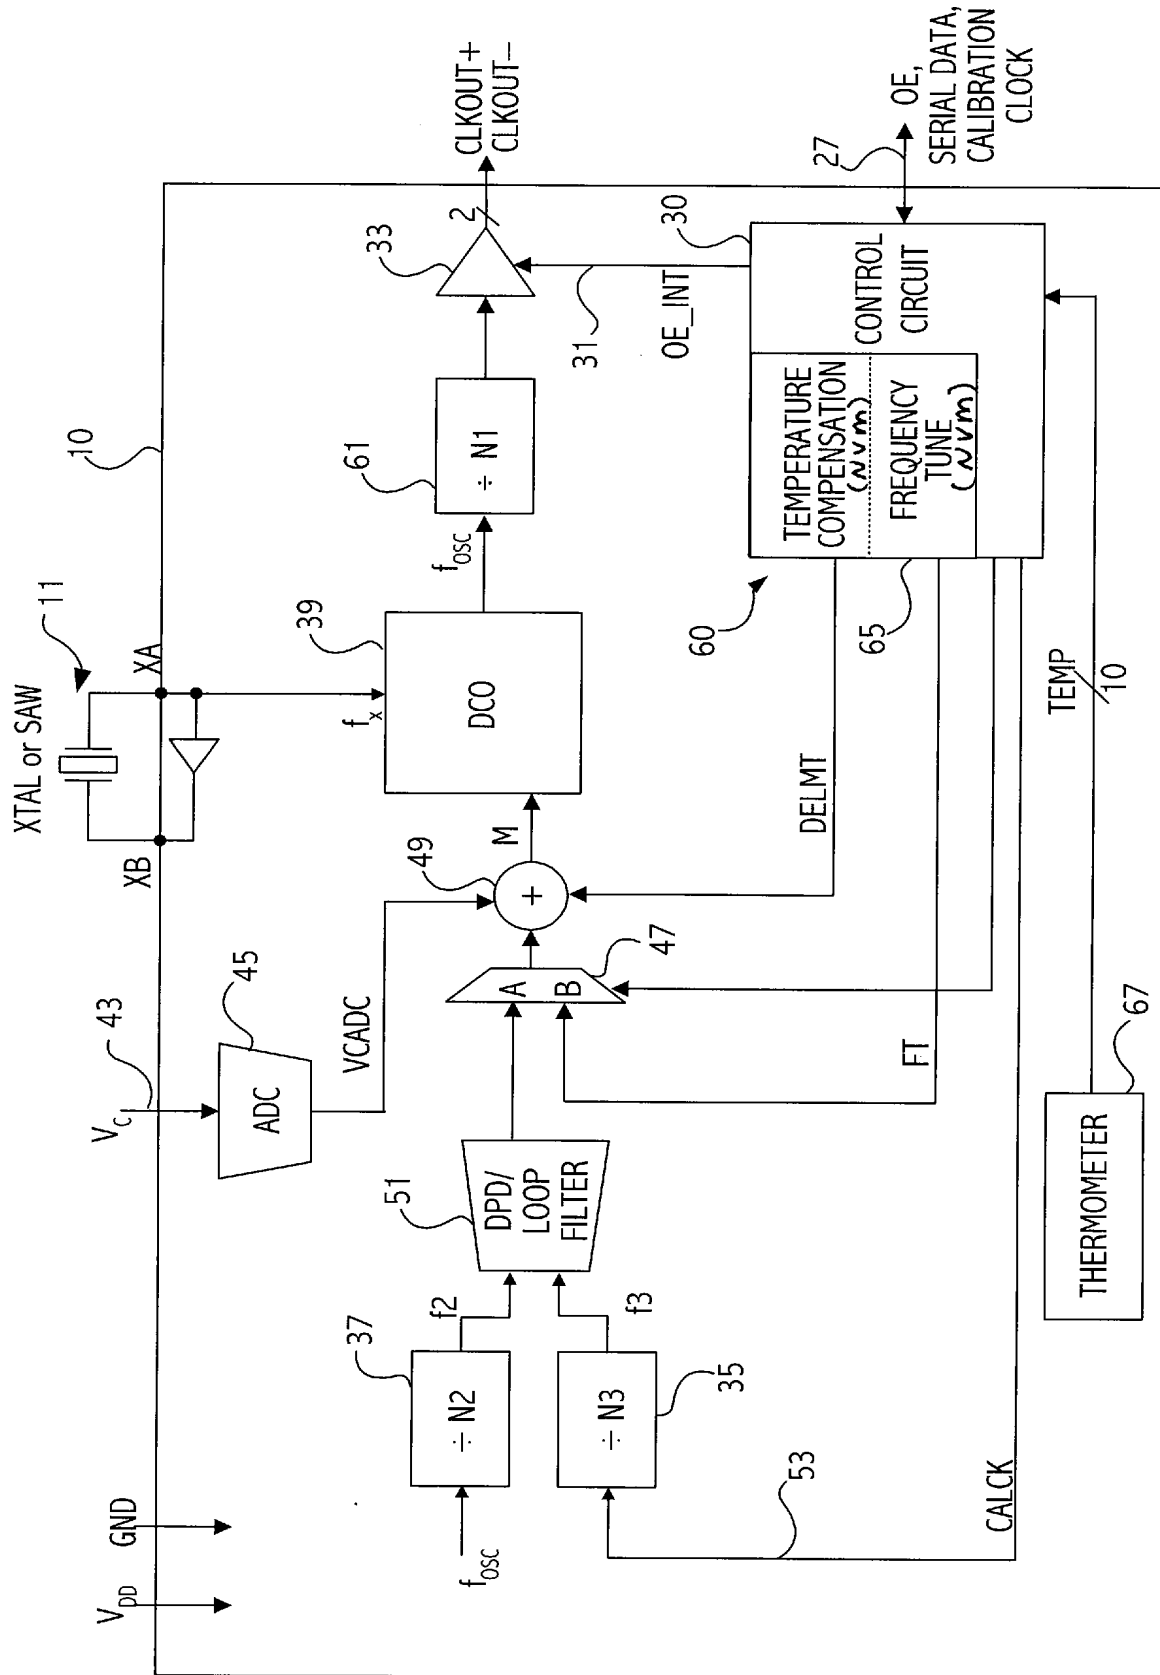 V_DD
GND
V_C
43
ADC
45
XB
XA
XTAL or SAW
11
10
f_OSC
÷ N2
37
f2
÷ N3
35
f3
53
DPD/
LOOP
FILTER
51
VCADC
A
B
47
+
49
M
f_x
DCO
39
f_OSC
÷ N1
61
33
2
CLKOUT+
CLKOUT−
OE_INT
31
30
27
OE,
SERIAL DATA,
CALIBRATION
CLOCK
CONTROL
CIRCUIT
TEMPERATURE
COMPENSATION
(NVM)
FREQUENCY
TUNE
(NVM)
60
65
DELMT
FT
CALCK
TEMP
10
THERMOMETER
67